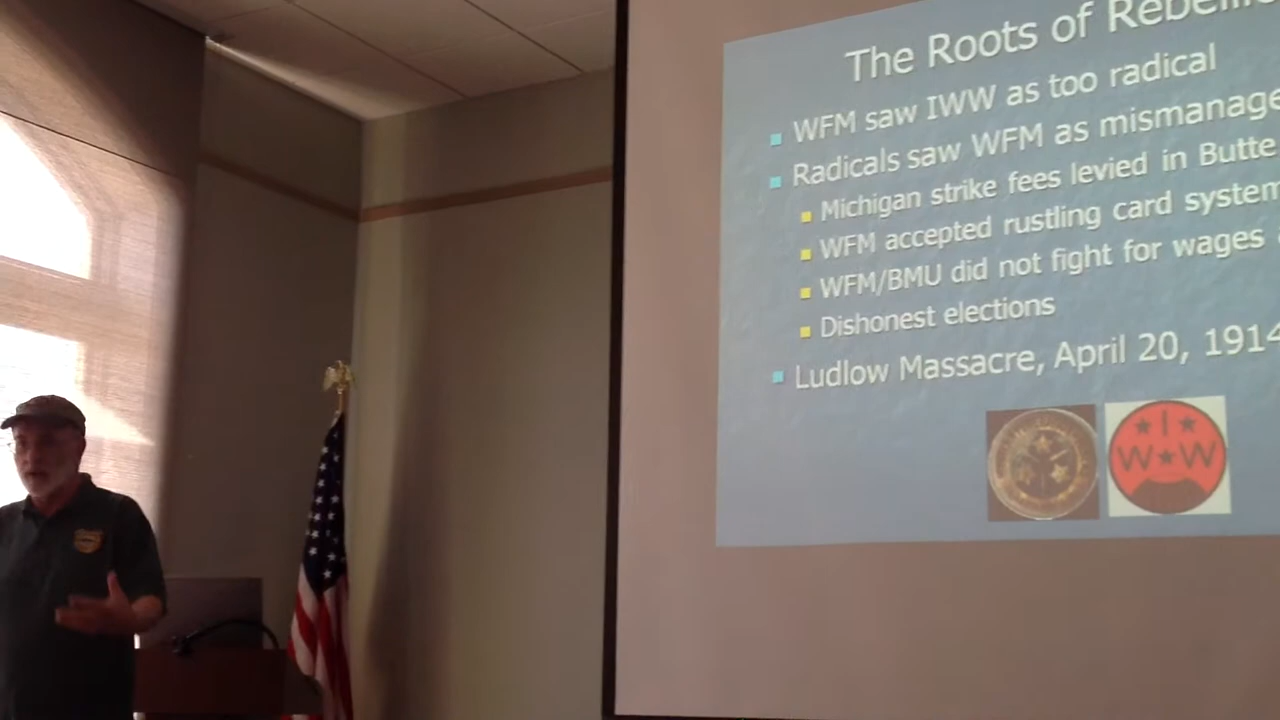 The Roots of Rebellio
WFM saw IWW as too radical
Radicals saw WFM as mismanage
Michigan strike fees levied in Butte
WFM accepted rustling card system
WFM/BMU did not fight for wages
Dishonest elections
Ludlow Massacre, April 20, 1914
I
W W